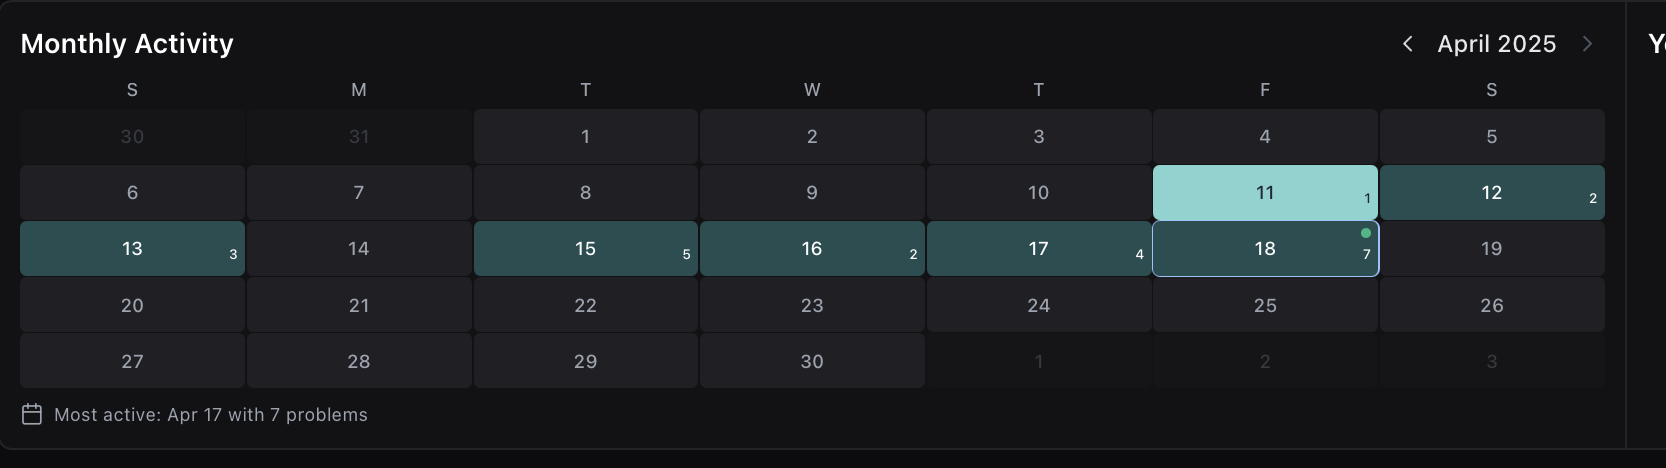 Monthly Activity
April 2025
Y
S M T W T F S
30 31 1 2 3 4 5
6 7 8 9 10 11 1 12 2
13 3 14 15 5 16 2 17 4 18 7 19
20 21 22 23 24 25 26
27 28 29 30 1 2 3
Most active: Apr 17 with 7 problems